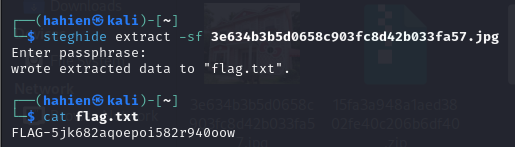 ┌──(hahien㉿kali)-[~]
└─$ steghide extract -sf 3e634b3b5d0658c903fc8d42b033fa57.jpg
Enter passphrase:
wrote extracted data to "flag.txt".
┌──(hahien㉿kali)-[~]
└─$ cat flag.txt
FLAG-5jk682aqoepoi582r940oow